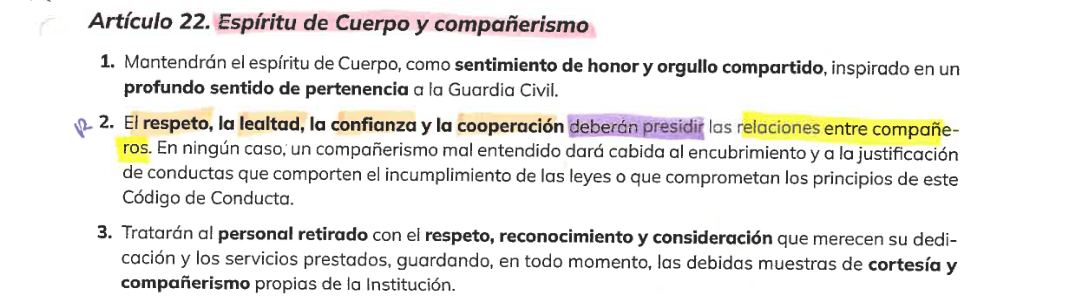 Artículo 22. Espíritu de Cuerpo y compañerismo
1. Mantendrán el espíritu de Cuerpo, como sentimiento de honor y orgullo compartido, inspirado en un
profundo sentido de pertenencia a la Guardia Civil.
2. El respeto, la lealtad, la confianza y la cooperación deberán presidir las relaciones entre compañe-
ros. En ningún caso, un compañerismo mal entendido dará cabida al encubrimiento y a la justificación
de conductas que comporten el incumplimiento de las leyes o que comprometan los principios de este
Código de Conducta.
3. Tratarán al personal retirado con el respeto, reconocimiento y consideración que merecen su dedi-
cación y los servicios prestados, guardando, en todo momento, las debidas muestras de cortesía y
compañerismo propias de la Institución.